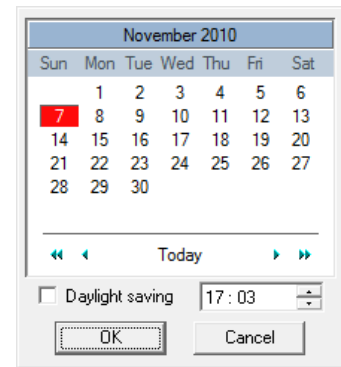 November 2010
Sun Mon Tue Wed Thu Fri Sat
1 2 3 4 5 6
7 8 9 10 11 12 13
14 15 16 17 18 19 20
21 22 23 24 25 26 27
28 29 30
Today
Daylight saving 17 : 03
OK Cancel